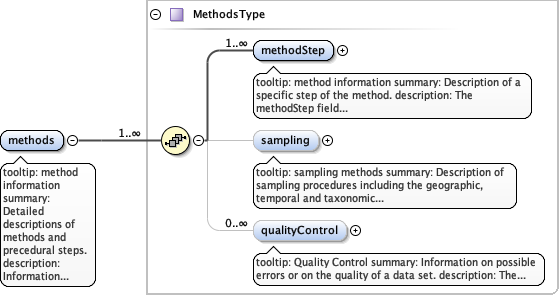 MethodsType
1..∞
methodStep
tooltip: method information summary: Description of a
specific step of the method. description: The
methodStep field...
methods
1..∞
tooltip: method
information
summary:
Detailed
descriptions of
methods and
precedural steps.
description:
Information...
sampling
tooltip: sampling methods summary: Description of
sampling procedures including the geographic,
temporal and taxonomic...
0..∞
qualityControl
tooltip: Quality Control summary: Information on possible
errors or on the quality of a data set. description: The...